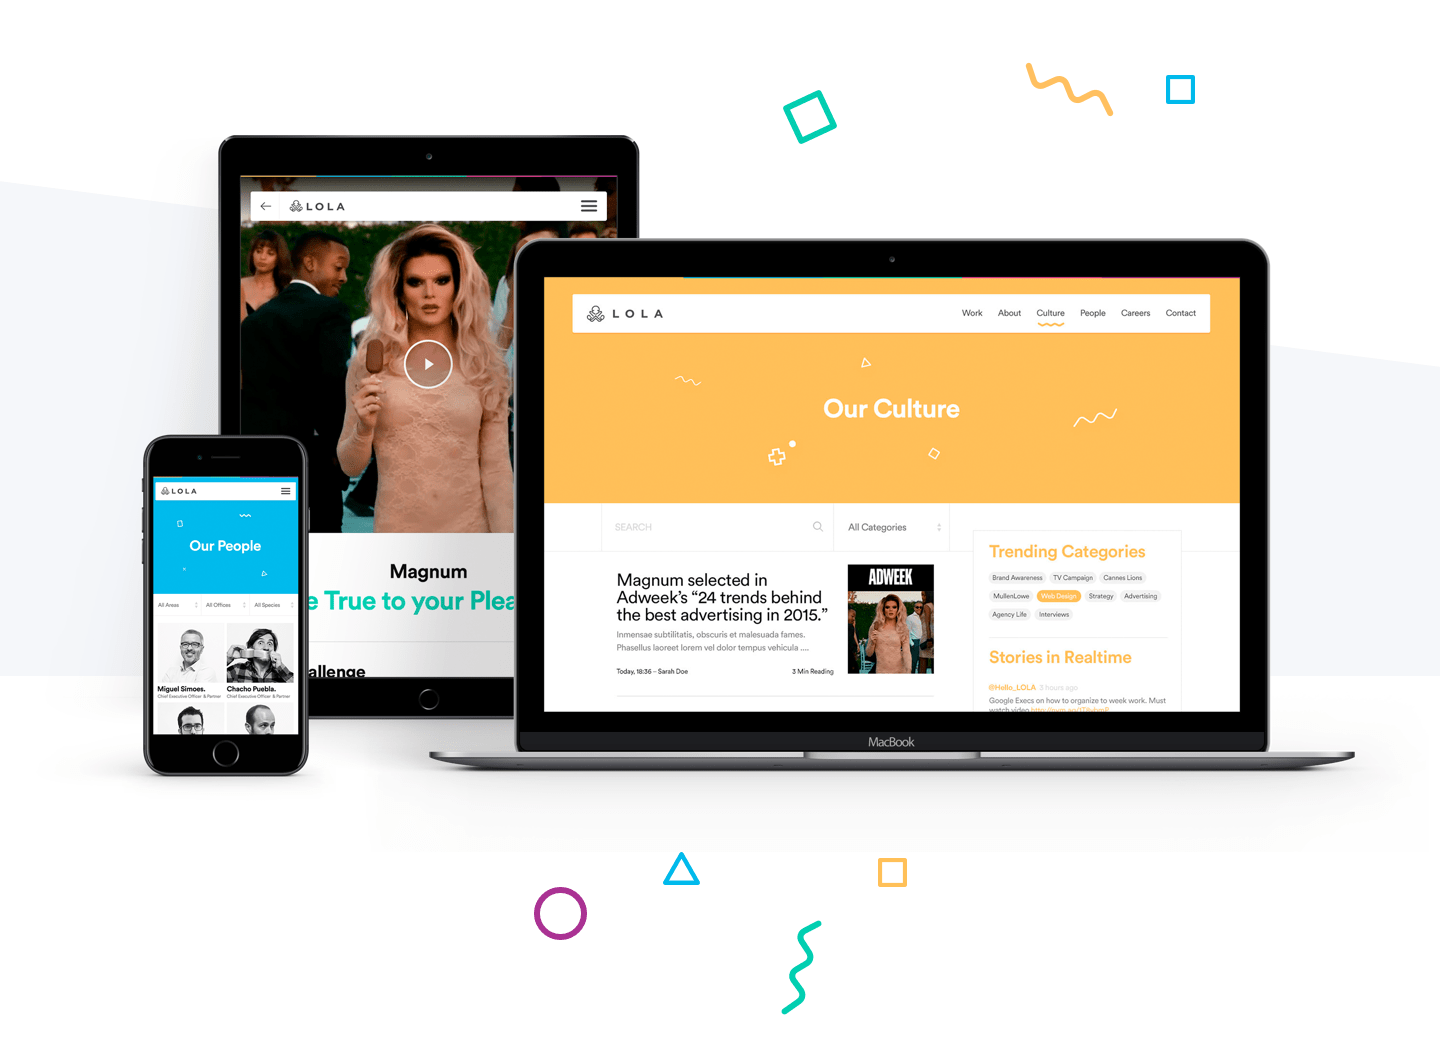 LOLA
Magnum
e True to your Plea
allenge
LOLA
Our People
All Areas
All Offices
All Species
Miguel Simoes.
Chief Executive Officer & Partner
Chacho Puebla.
Chief Executive Officer & Partner
LOLA
Work About Culture People Careers Contact
Our Culture
SEARCH
All Categories
Magnum selected in
Adweek's “24 trends behind
the best advertising in 2015.”
Inmensae subtilitatis, obscuris et malesuada fames.
Phasellus laoreet lorem vel dolor tempus vehicula ....
Today, 18:36 – Sarah Doe
3 Min Reading
ADWEEK
Trending Categories
Brand Awareness TV Campaign Cannes Lions
MullenLowe Web Design Strategy Advertising
Agency Life Interviews
Stories in Realtime
@Hello_LOLA 3 hours ago
Google Execs on how to organize to week work. Must
watch video
MacBook